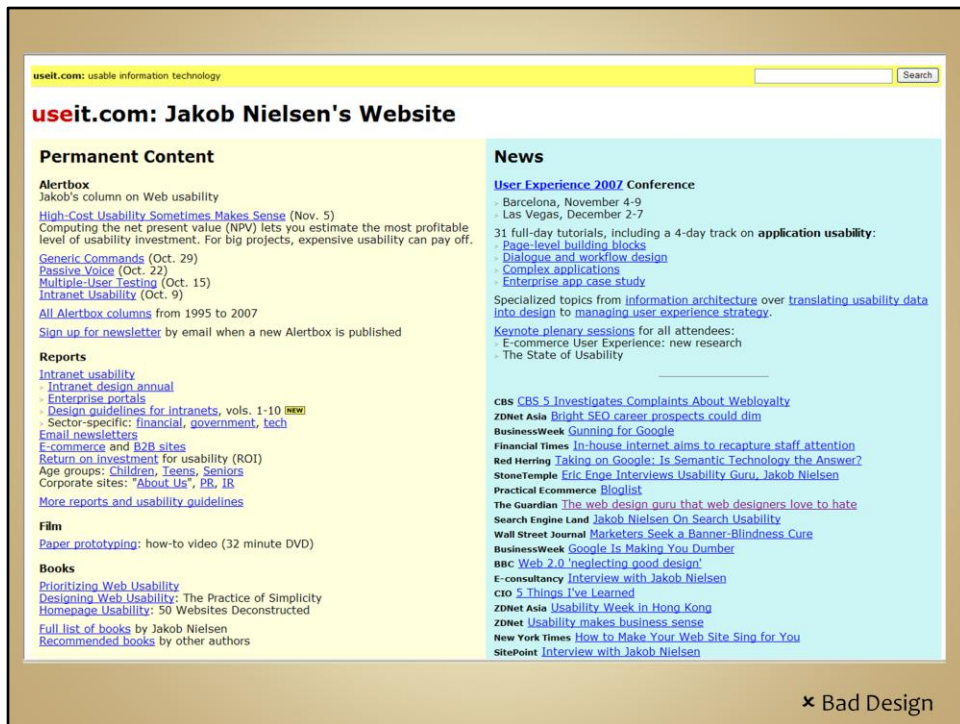 useit.com: usable information technology
Search
useit.com: Jakob Nielsen's Website
Permanent Content
Alertbox
Jakob's column on Web usability
High-Cost Usability Sometimes Makes Sense (Nov. 5)
Computing the net present value (NPV) lets you estimate the most profitable
level of usability investment. For big projects, expensive usability can pay off.
Generic Commands (Oct. 29)
Passive Voice (Oct. 22)
Multiple-User Testing (Oct. 15)
Intranet Usability (Oct. 9)
All Alertbox columns from 1995 to 2007
Sign up for newsletter by email when a new Alertbox is published
Reports
Intranet usability
» Intranet design annual
» Enterprise portals
» Design guidelines for intranets, vols. 1-10 NEW
» Sector-specific: financial, government, tech
Email newsletters
E-commerce and B2B sites
Return on investment for usability (ROI)
Age groups: Children, Teens, Seniors
Corporate sites: "About Us", PR, IR
More reports and usability guidelines
Film
Paper prototyping: how-to video (32 minute DVD)
Books
Prioritizing Web Usability
Designing Web Usability: The Practice of Simplicity
Homepage Usability: 50 Websites Deconstructed
Full list of books by Jakob Nielsen
Recommended books by other authors
News
User Experience 2007 Conference
» Barcelona, November 4-9
» Las Vegas, December 2-7
31 full-day tutorials, including a 4-day track on application usability:
» Page-level building blocks
» Dialogue and workflow design
» Complex applications
» Enterprise app case study
Specialized topics from information architecture over translating usability data
into design to managing user experience strategy.
Keynote plenary sessions for all attendees:
» E-commerce User Experience: new research
» The State of Usability
CBS CBS 5 Investigates Complaints About Webloyalty
ZDNet Asia Bright SEO career prospects could dim
BusinessWeek Gunning for Google
Financial Times In-house internet aims to recapture staff attention
Red Herring Taking on Google: Is Semantic Technology the Answer?
StoneTemple Eric Enge Interviews Usability Guru, Jakob Nielsen
Practical Ecommerce Bloglist
The Guardian The web design guru that web designers love to hate
Search Engine Land Jakob Nielsen On Search Usability
Wall Street Journal Marketers Seek a Banner-Blindness Cure
BusinessWeek Google Is Making You Dumber
BBC Web 2.0 'neglecting good design'
E-consultancy Interview with Jakob Nielsen
CIO 5 Things I've Learned
ZDNet Asia Usability Week in Hong Kong
ZDNet Usability makes business sense
New York Times How to Make Your Web Site Sing for You
SitePoint Interview with Jakob Nielsen
× Bad Design